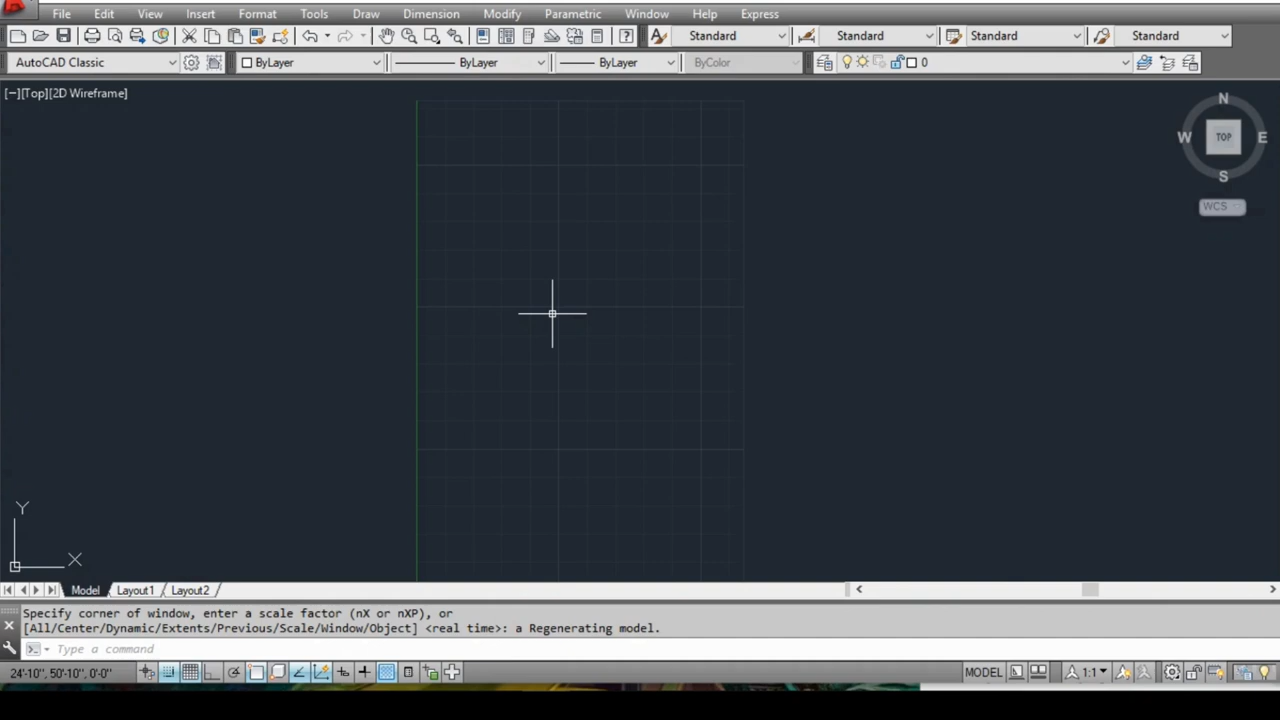 File Edit View Insert Format Tools Draw Dimension Modify Parametric Window Help Express
Standard Standard Standard Standard
AutoCAD Classic ByLayer ByLayer ByLayer ByColor 0
[−][Top][2D Wireframe]
N
W TOP E
S
WCS
Y
X
Model Layout1 Layout2
Specify corner of window, enter a scale factor (nX or nXP), or
[All/Center/Dynamic/Extents/Previous/Scale/Window/Object] <real time>: a Regenerating model.
Type a command
24'-10", 50'-10", 0'-0" MODEL 1:1